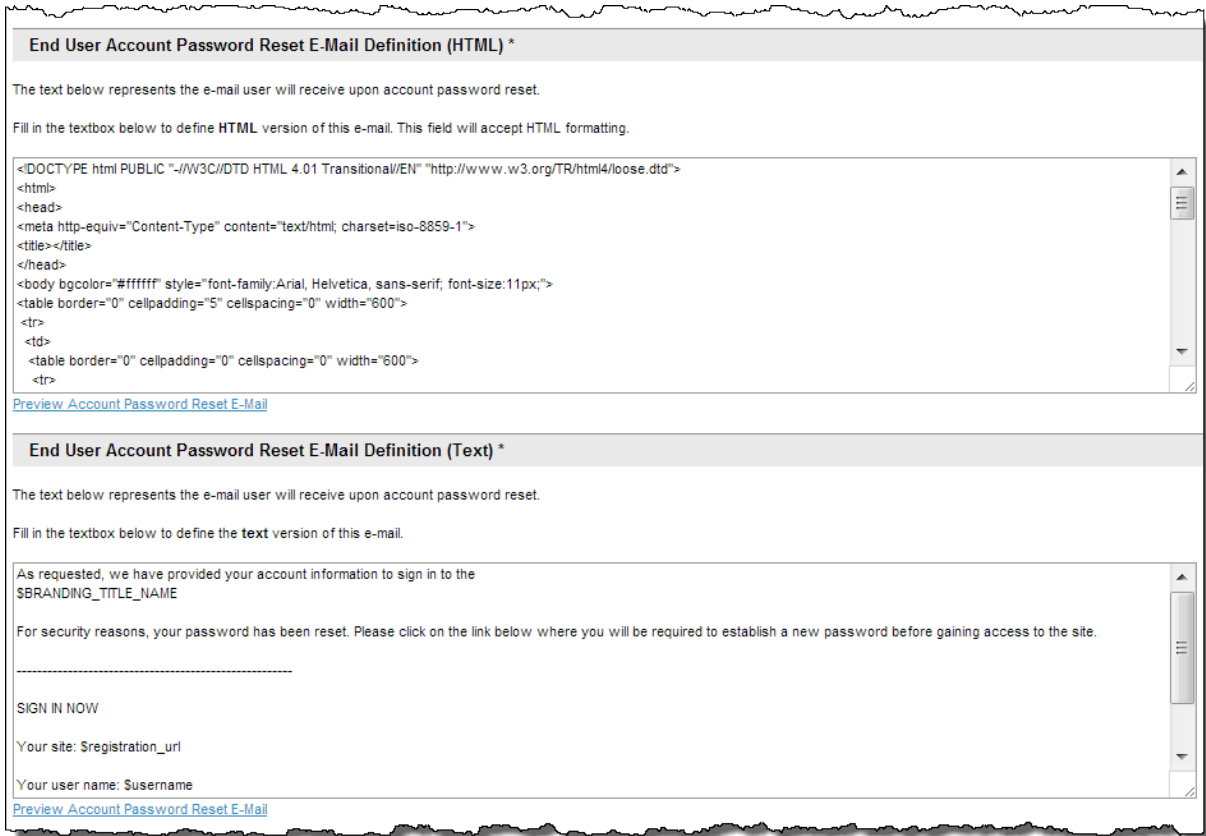 End User Account Password Reset E-Mail Definition (HTML) *
The text below represents the e-mail user will receive upon account password reset.
Fill in the textbox below to define HTML version of this e-mail. This field will accept HTML formatting.
<!DOCTYPE html PUBLIC "-//W3C//DTD HTML 4.01 Transitional//EN" "http://www.w3.org/TR/html4/loose.dtd">
<html>
<head>
<meta http-equiv="Content-Type" content="text/html; charset=iso-8859-1">
<title></title>
</head>
<body bgcolor="#ffffff" style="font-family:Arial, Helvetica, sans-serif; font-size:11px;">
<table border="0" cellpadding="5" cellspacing="0" width="600">
<tr>
<td>
<table border="0" cellpadding="0" cellspacing="0" width="600">
<tr>
Preview Account Password Reset E-Mail
End User Account Password Reset E-Mail Definition (Text) *
The text below represents the e-mail user will receive upon account password reset.
Fill in the textbox below to define the text version of this e-mail.
As requested, we have provided your account information to sign in to the
$BRANDING_TITLE_NAME
For security reasons, your password has been reset. Please click on the link below where you will be required to establish a new password before gaining access to the site.
------------------------------------------------------
SIGN IN NOW
Your site: $registration_url
Your user name: $username
Preview Account Password Reset E-Mail